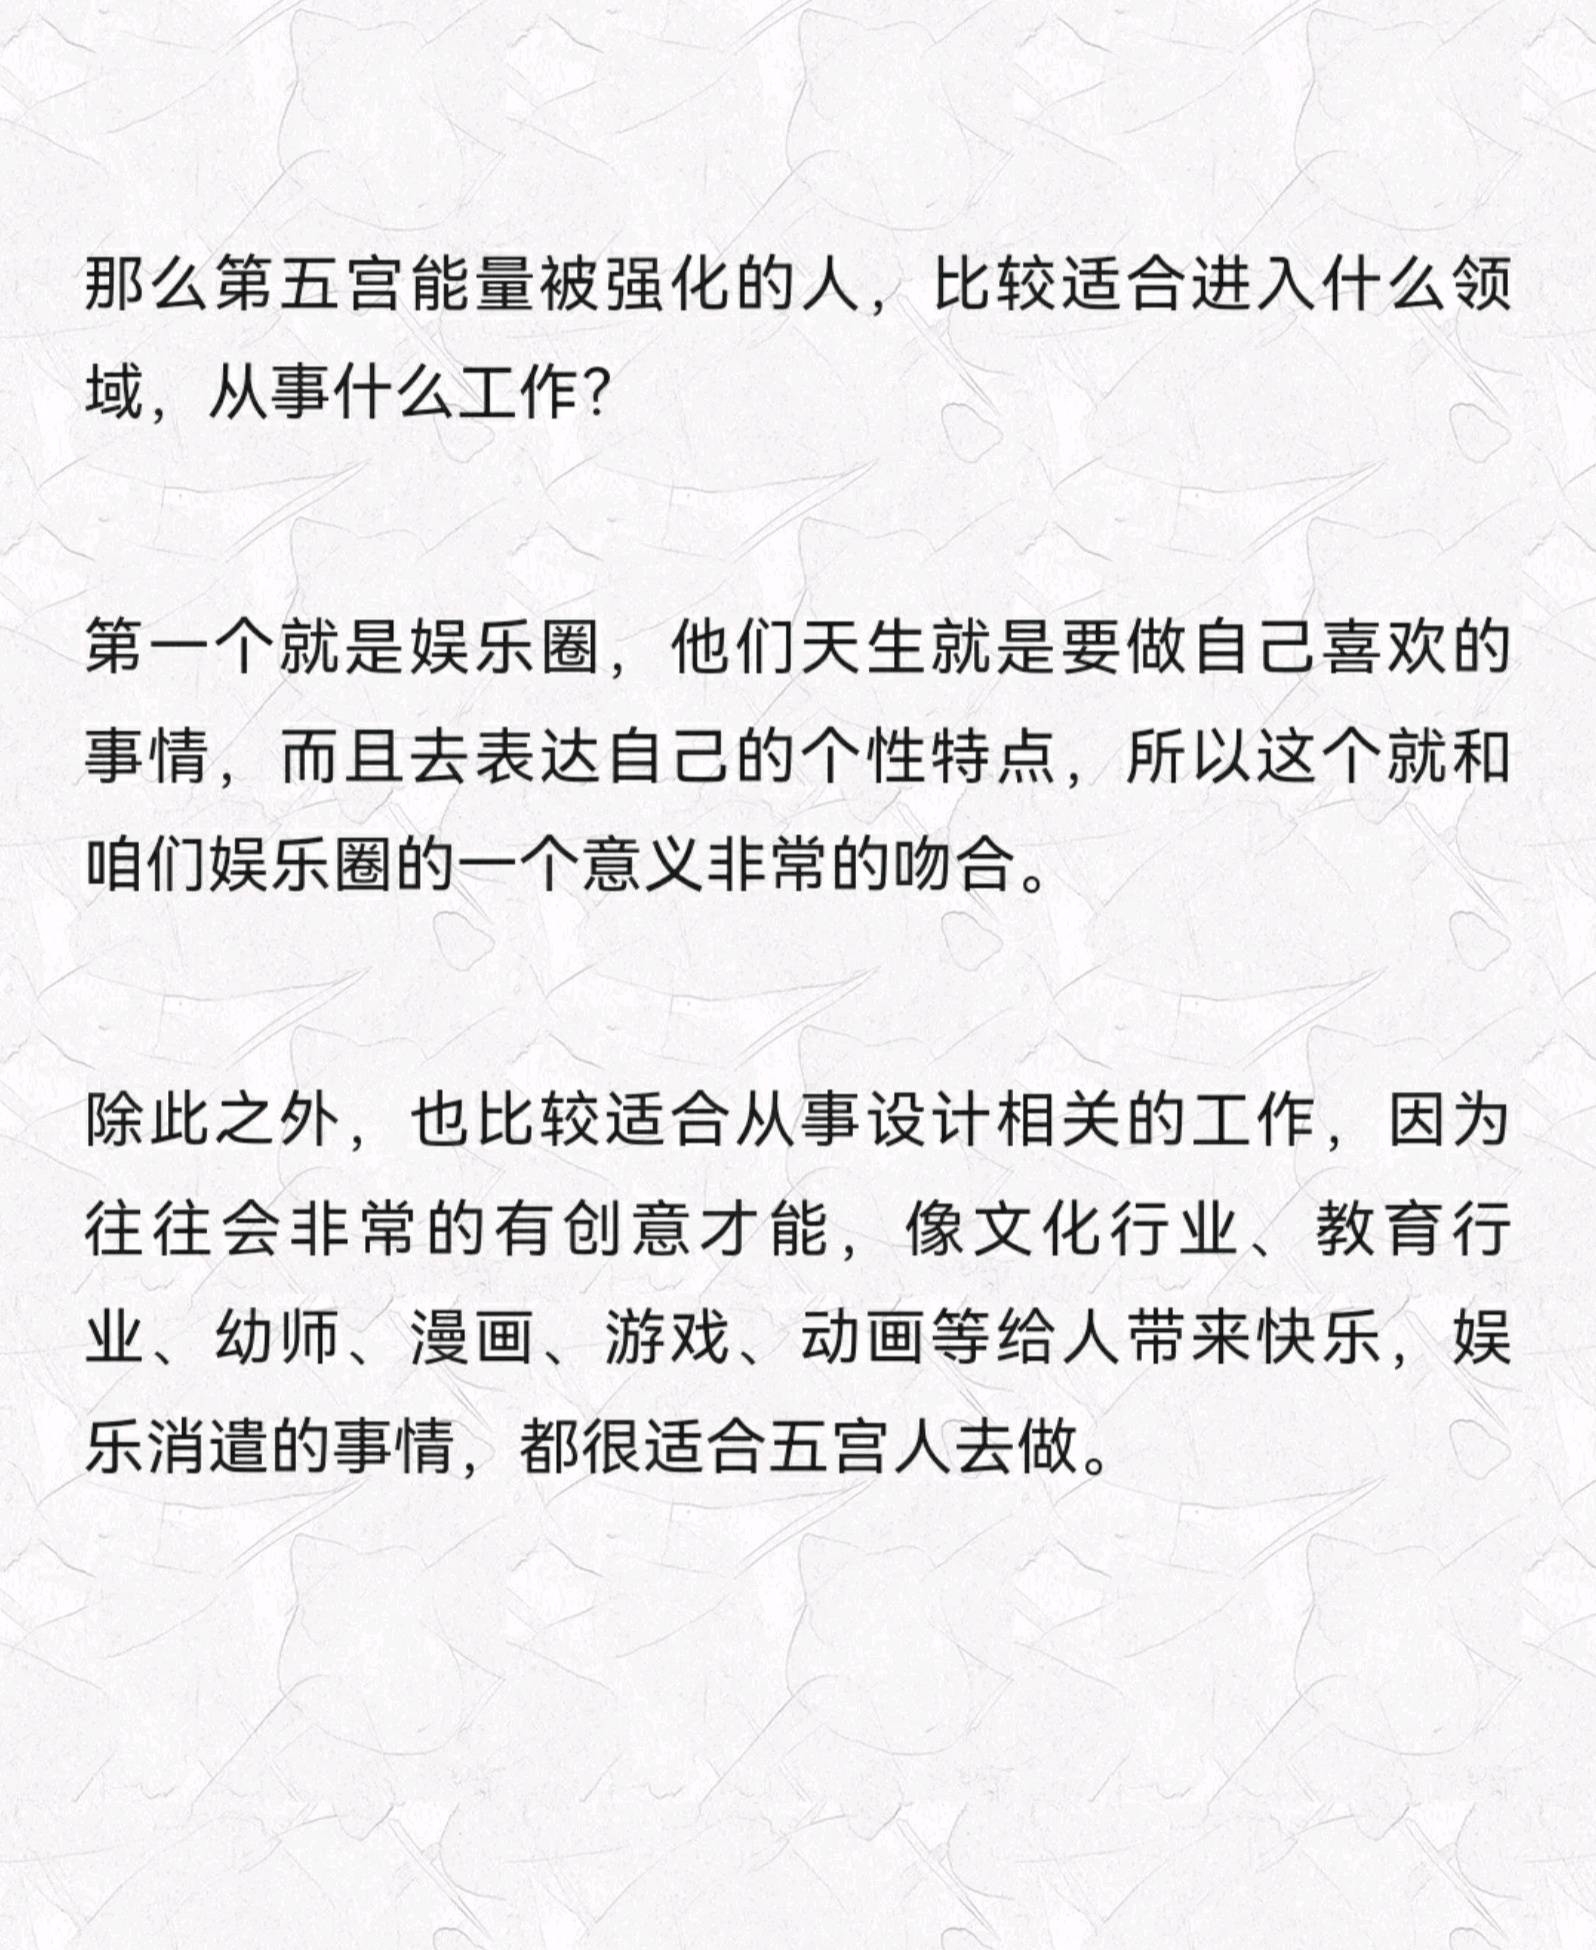 那么第五宫能量被强化的人，比较适合进入什么领
域，从事什么工作？
第一个就是娱乐圈，他们天生就是要做自己喜欢的
事情，而且去表达自己的个性特点，所以这个就和
咱们娱乐圈的一个意义非常的吻合。
除此之外，也比较适合从事设计相关的工作，因为
往往会非常的有创意才能，像文化行业、教育行
业、幼师、漫画、游戏、动画等给人带来快乐，娱
乐消遣的事情，都很适合五宫人去做。